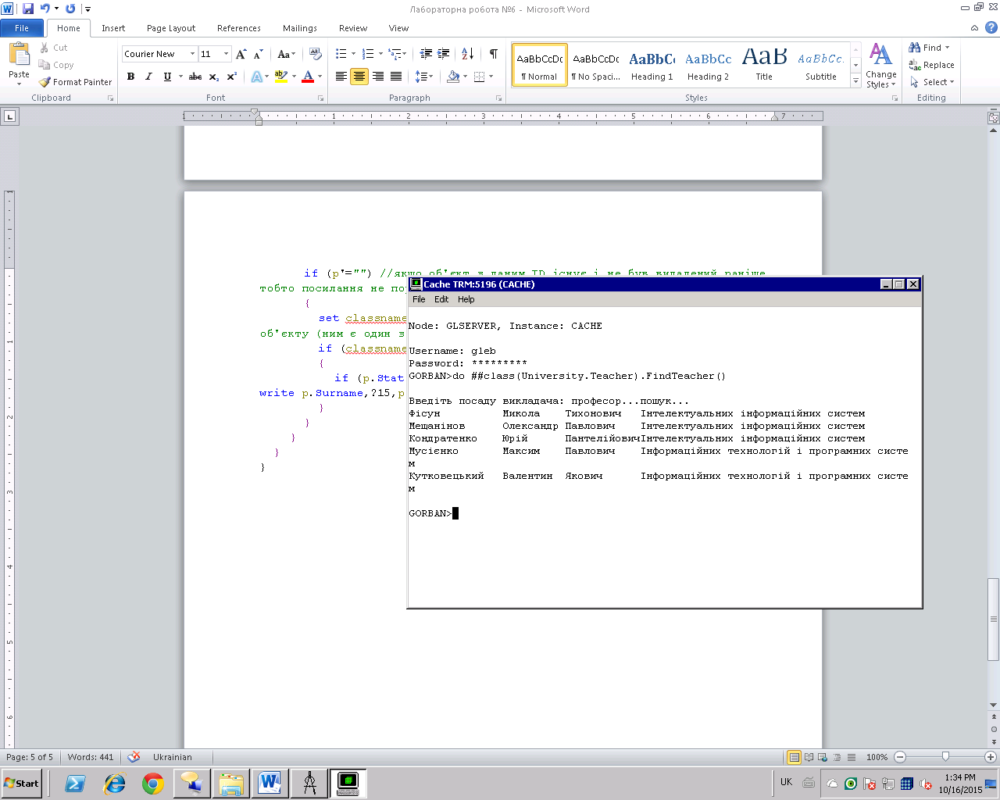 Лабораторна робота №6 - Microsoft Word
File Home Insert Page Layout References Mailings Review View
Paste
Cut
Copy
Format Painter
Clipboard
Courier New 11
Font
Paragraph
AaBbCcDc AaBbCcDc AaBbCc AaBbCc AaB AaBbCc.
¶ Normal ¶ No Spaci... Heading 1 Heading 2 Title Subtitle
Change Styles
Styles
Find
Replace
Select
Editing
if (p'="") //якщо об'єкт з даним ID існує і не був видалений раніше
тобто посилання не
{
set classname
об'єкту (ним є один з
if (classname
{
if (p.Stat
write p.Surname,?15,p
}
}
}
}
}
Cache TRM:5196 (CACHE)
File Edit Help
Node: GLSERVER, Instance: CACHE
Username: gleb
Password: *********
GORBAN>do ##class(University.Teacher).FindTeacher()
Введіть посаду викладача: професор...пошук...
Фісун Микола Тихонович Інтелектуальних інформаційних систем
Мещанінов Олександр Павлович Інтелектуальних інформаційних систем
Кондратенко Юрій ПантелійовичІнтелектуальних інформаційних систем
Мусієнко Максим Павлович Інформаційних технологій і програмних систе
м
Кутковецький Валентин Якович Інформаційних технологій і програмних систе
м
GORBAN>
Page: 5 of 5 Words: 441 Ukrainian 100%
Start UK 1:34 PM
10/16/2015